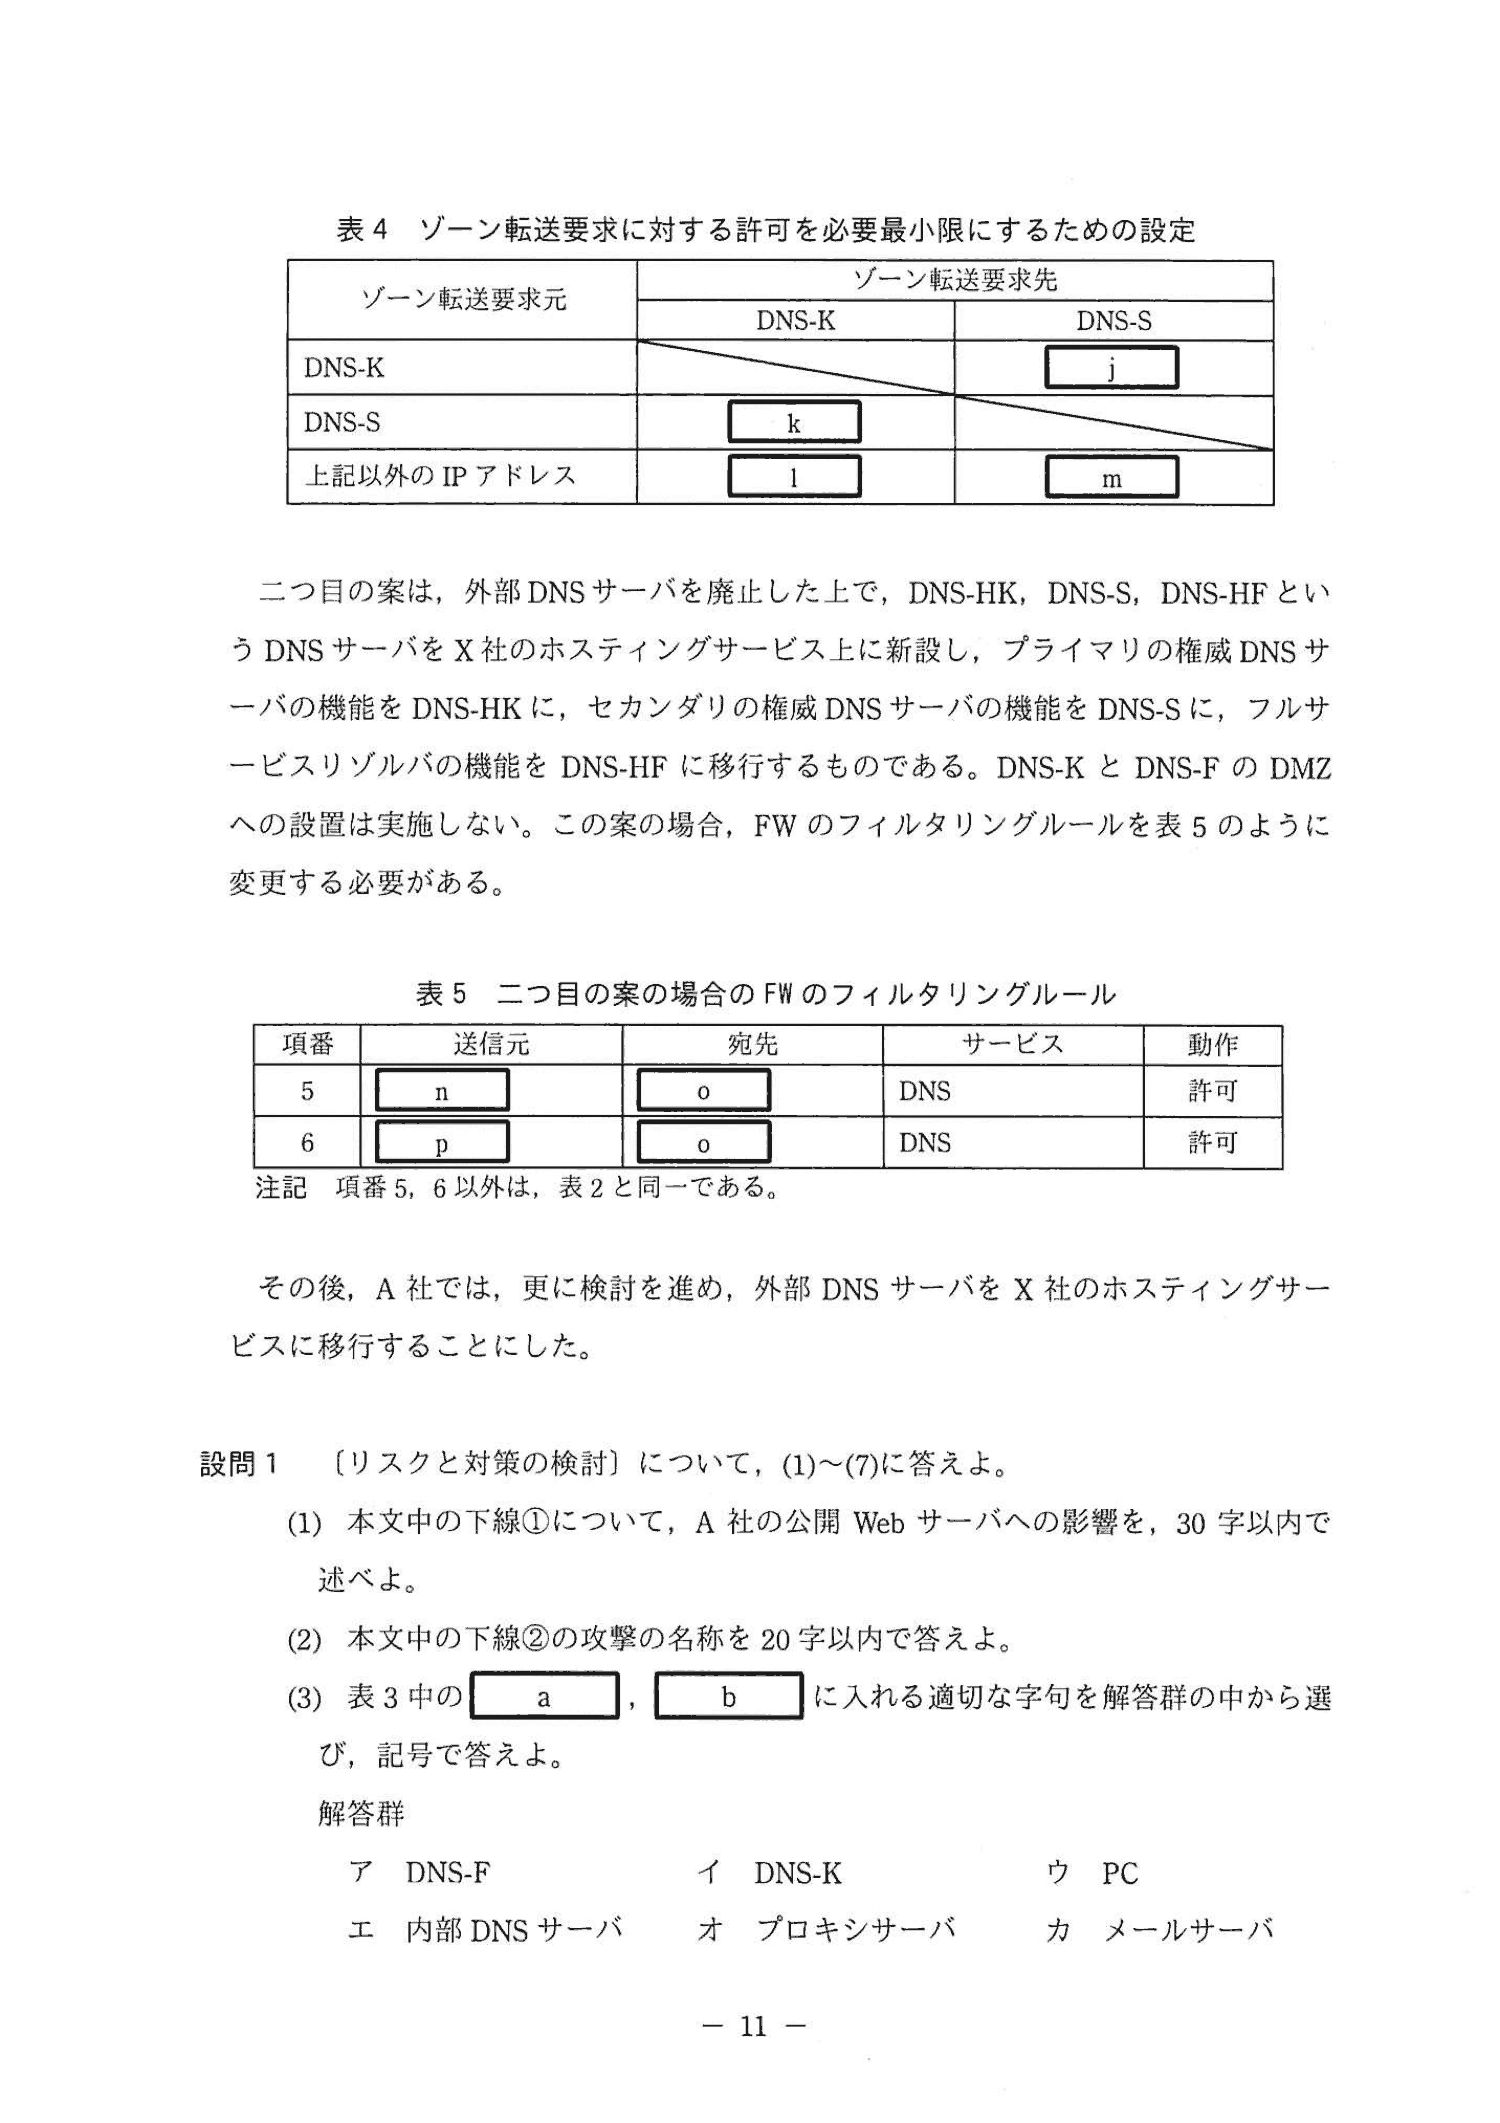 表4 ゾーン転送要求に対する許可を必要最小限にするための設定
ゾーン転送要求元
ゾーン転送要求先
DNS-K DNS-S
DNS-K j
DNS-S k
上記以外の IP アドレス l m
二つ目の案は，外部 DNS サーバを廃止した上で，DNS-HK，DNS-S，DNS-HF とい
う DNS サーバを X 社のホスティングサービス上に新設し，プライマリの権威 DNS サ
ーバの機能を DNS-HK に，セカンダリの権威 DNS サーバの機能を DNS-S に，フルサ
ービスリゾルバの機能を DNS-HF に移行するものである。DNS-K と DNS-F の DMZ
への設置は実施しない。この案の場合，FW のフィルタリングルールを表 5 のように
変更する必要がある。
表5 二つ目の案の場合の FW のフィルタリングルール
項番 送信元 宛先 サービス 動作
5 n o DNS 許可
6 p o DNS 許可
注記 項番 5，6 以外は，表 2 と同一である。
その後，A 社では，更に検討を進め，外部 DNS サーバを X 社のホスティングサー
ビスに移行することにした。
設問1 〔リスクと対策の検討〕について，(1)～(7)に答えよ。
(1) 本文中の下線①について，A 社の公開 Web サーバへの影響を，30 字以内で
述べよ。
(2) 本文中の下線②の攻撃の名称を 20 字以内で答えよ。
(3) 表 3 中の a ， b に入れる適切な字句を解答群の中から選
び，記号で答えよ。
解答群
ア DNS-F イ DNS-K ウ PC
エ 内部 DNS サーバ オ プロキシサーバ カ メールサーバ
－ 11 －